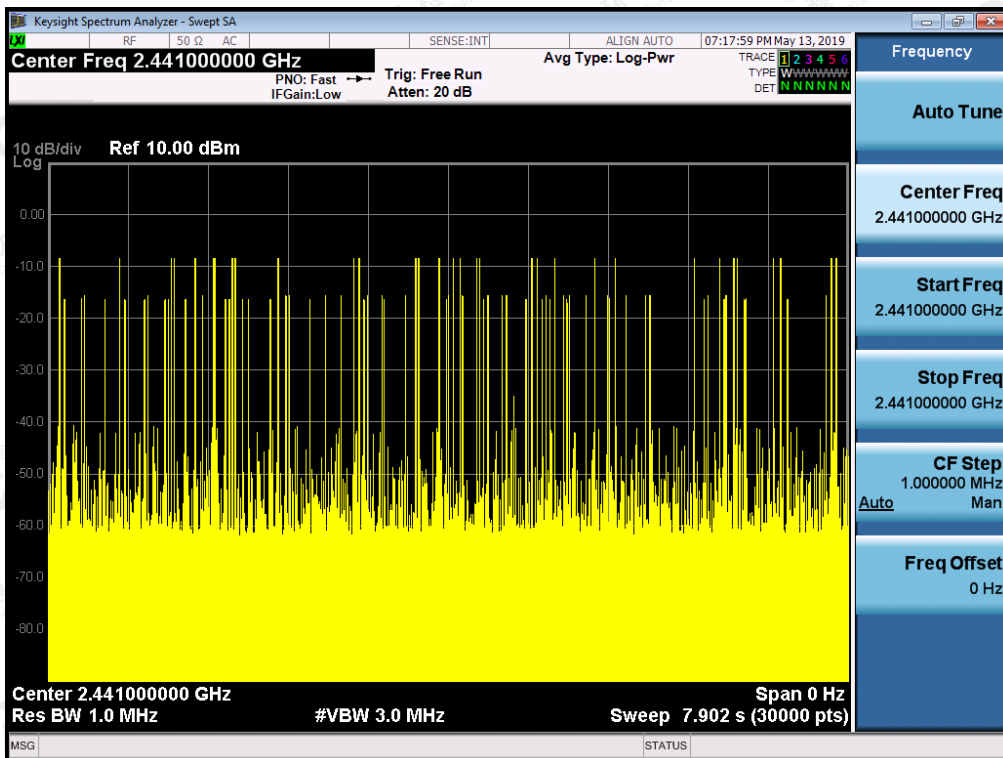 Keysight Spectrum Analyzer - Swept SA
LXI RF 50 Ω AC SENSE:INT ALIGN AUTO 07:17:59 PM May 13, 2019
Center Freq 2.441000000 GHz
PNO: Fast
IFGain:Low
Trig: Free Run
Atten: 20 dB
Avg Type: Log-Pwr
TRACE 1 2 3 4 5 6
TYPE WWWWWW
DET N N N N N N
10 dB/div
Log
Ref 10.00 dBm
0.00
-10.0
-20.0
-30.0
-40.0
-50.0
-60.0
-70.0
-80.0
Center 2.441000000 GHz
Span 0 Hz
Res BW 1.0 MHz
#VBW 3.0 MHz
Sweep 7.902 s (30000 pts)
MSG
STATUS
Frequency
Auto Tune
Center Freq
2.441000000 GHz
Start Freq
2.441000000 GHz
Stop Freq
2.441000000 GHz
CF Step
1.000000 MHz
Auto Man
Freq Offset
0 Hz